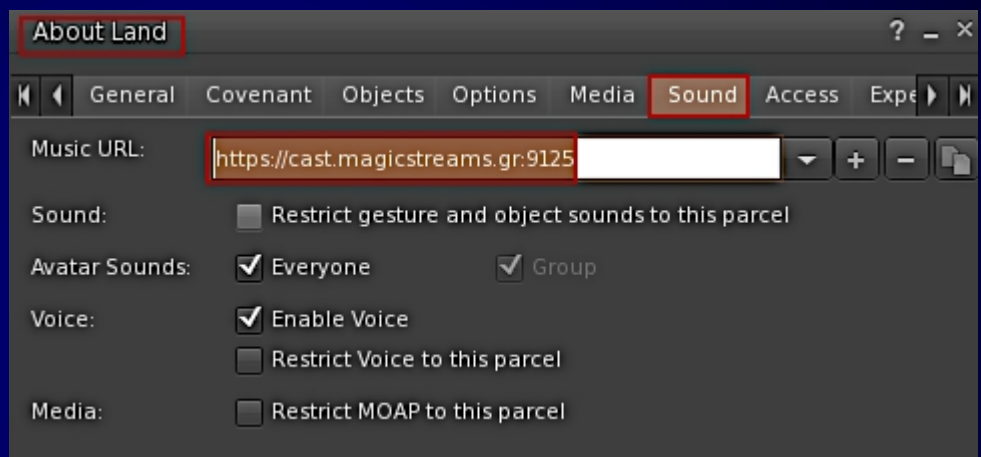 About Land ? _ ×
General Covenant Objects Options Media Sound Access Expe
Music URL: https://cast.magicstreams.gr:9125
Sound: Restrict gesture and object sounds to this parcel
Avatar Sounds: Everyone Group
Voice: Enable Voice
Restrict Voice to this parcel
Media: Restrict MOAP to this parcel